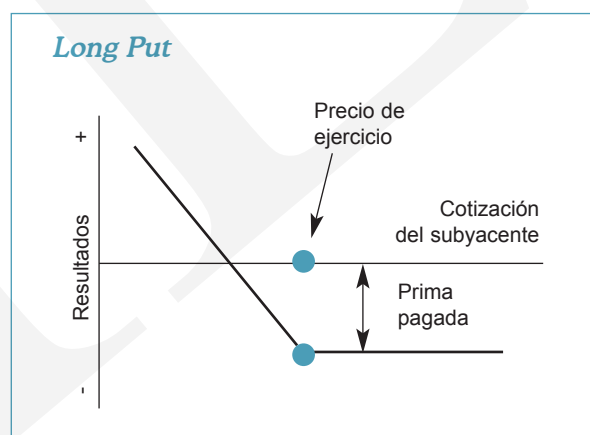 Long Put
Precio de
ejercicio
+
Cotización
del subyacente
Resultados
Prima
pagada
-